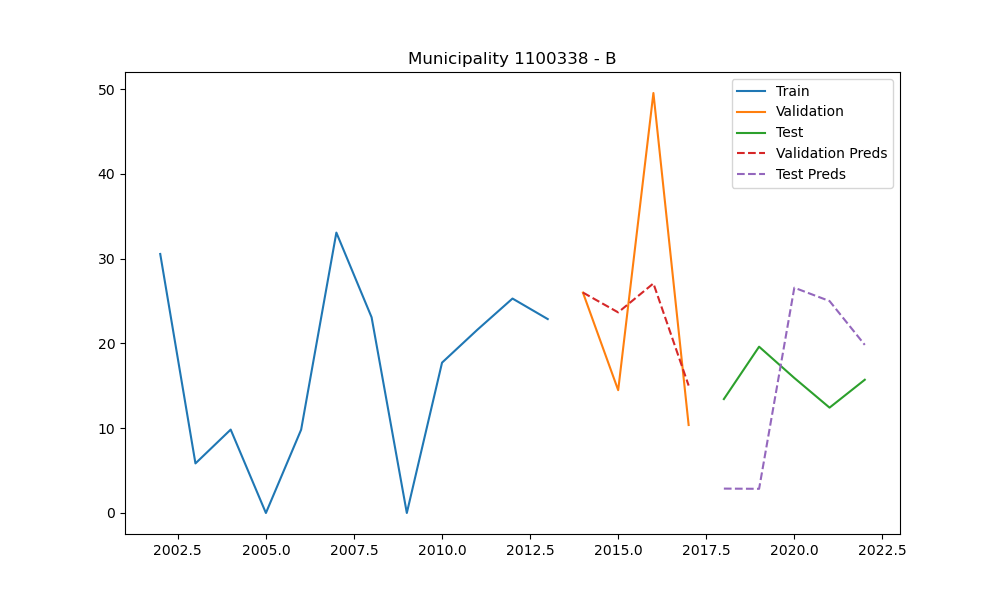 Municipality 1100338 - B
Train
Validation
Test
Validation Preds
Test Preds
50
40
30
20
10
0
2002.5 2005.0 2007.5 2010.0 2012.5 2015.0 2017.5 2020.0 2022.5